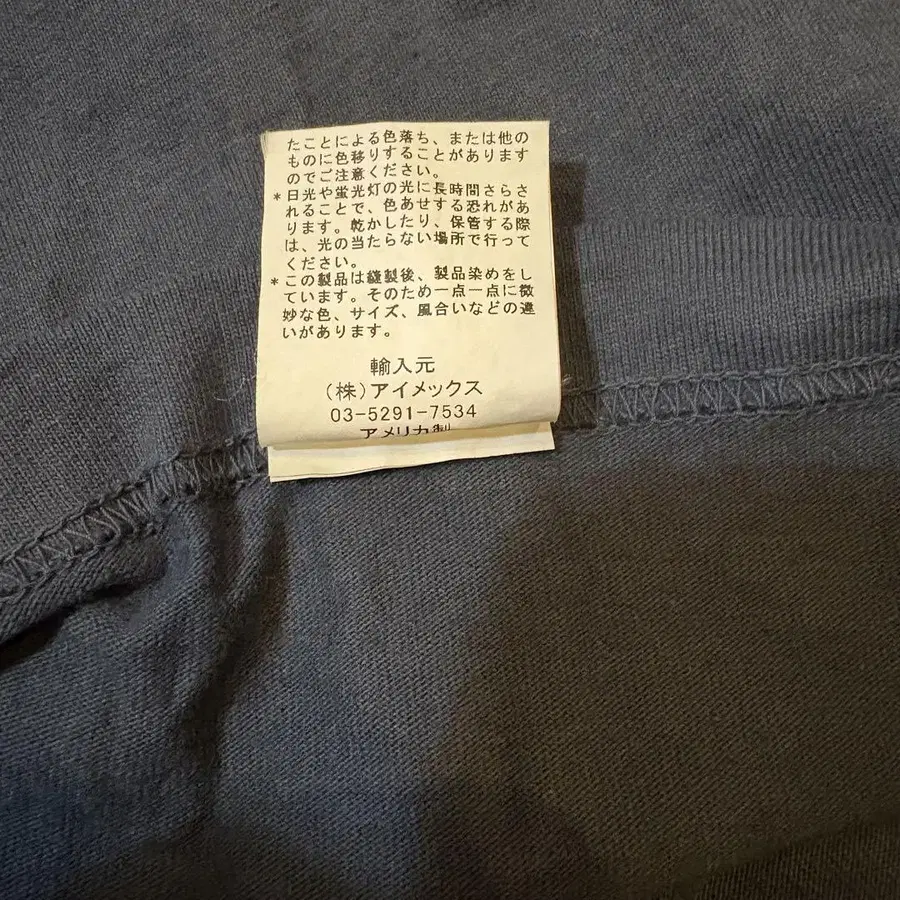 たことによる色落ち、または他の
ものに色移りすることがあります
のでご注意ください。
*日光や蛍光灯の光に長時間さらさ
れることで、色あせする恐れがあ
ります。乾かしたり、保管する際
は、光の当たらない場所で行って
ください。
*この製品は縫製後、製品染めをし
ています。そのため一点一点に微
妙な色、サイズ、風合いなどの違
いがあります。
輸入元
(株)アイメックス
03-5291-7534
アメリカ製